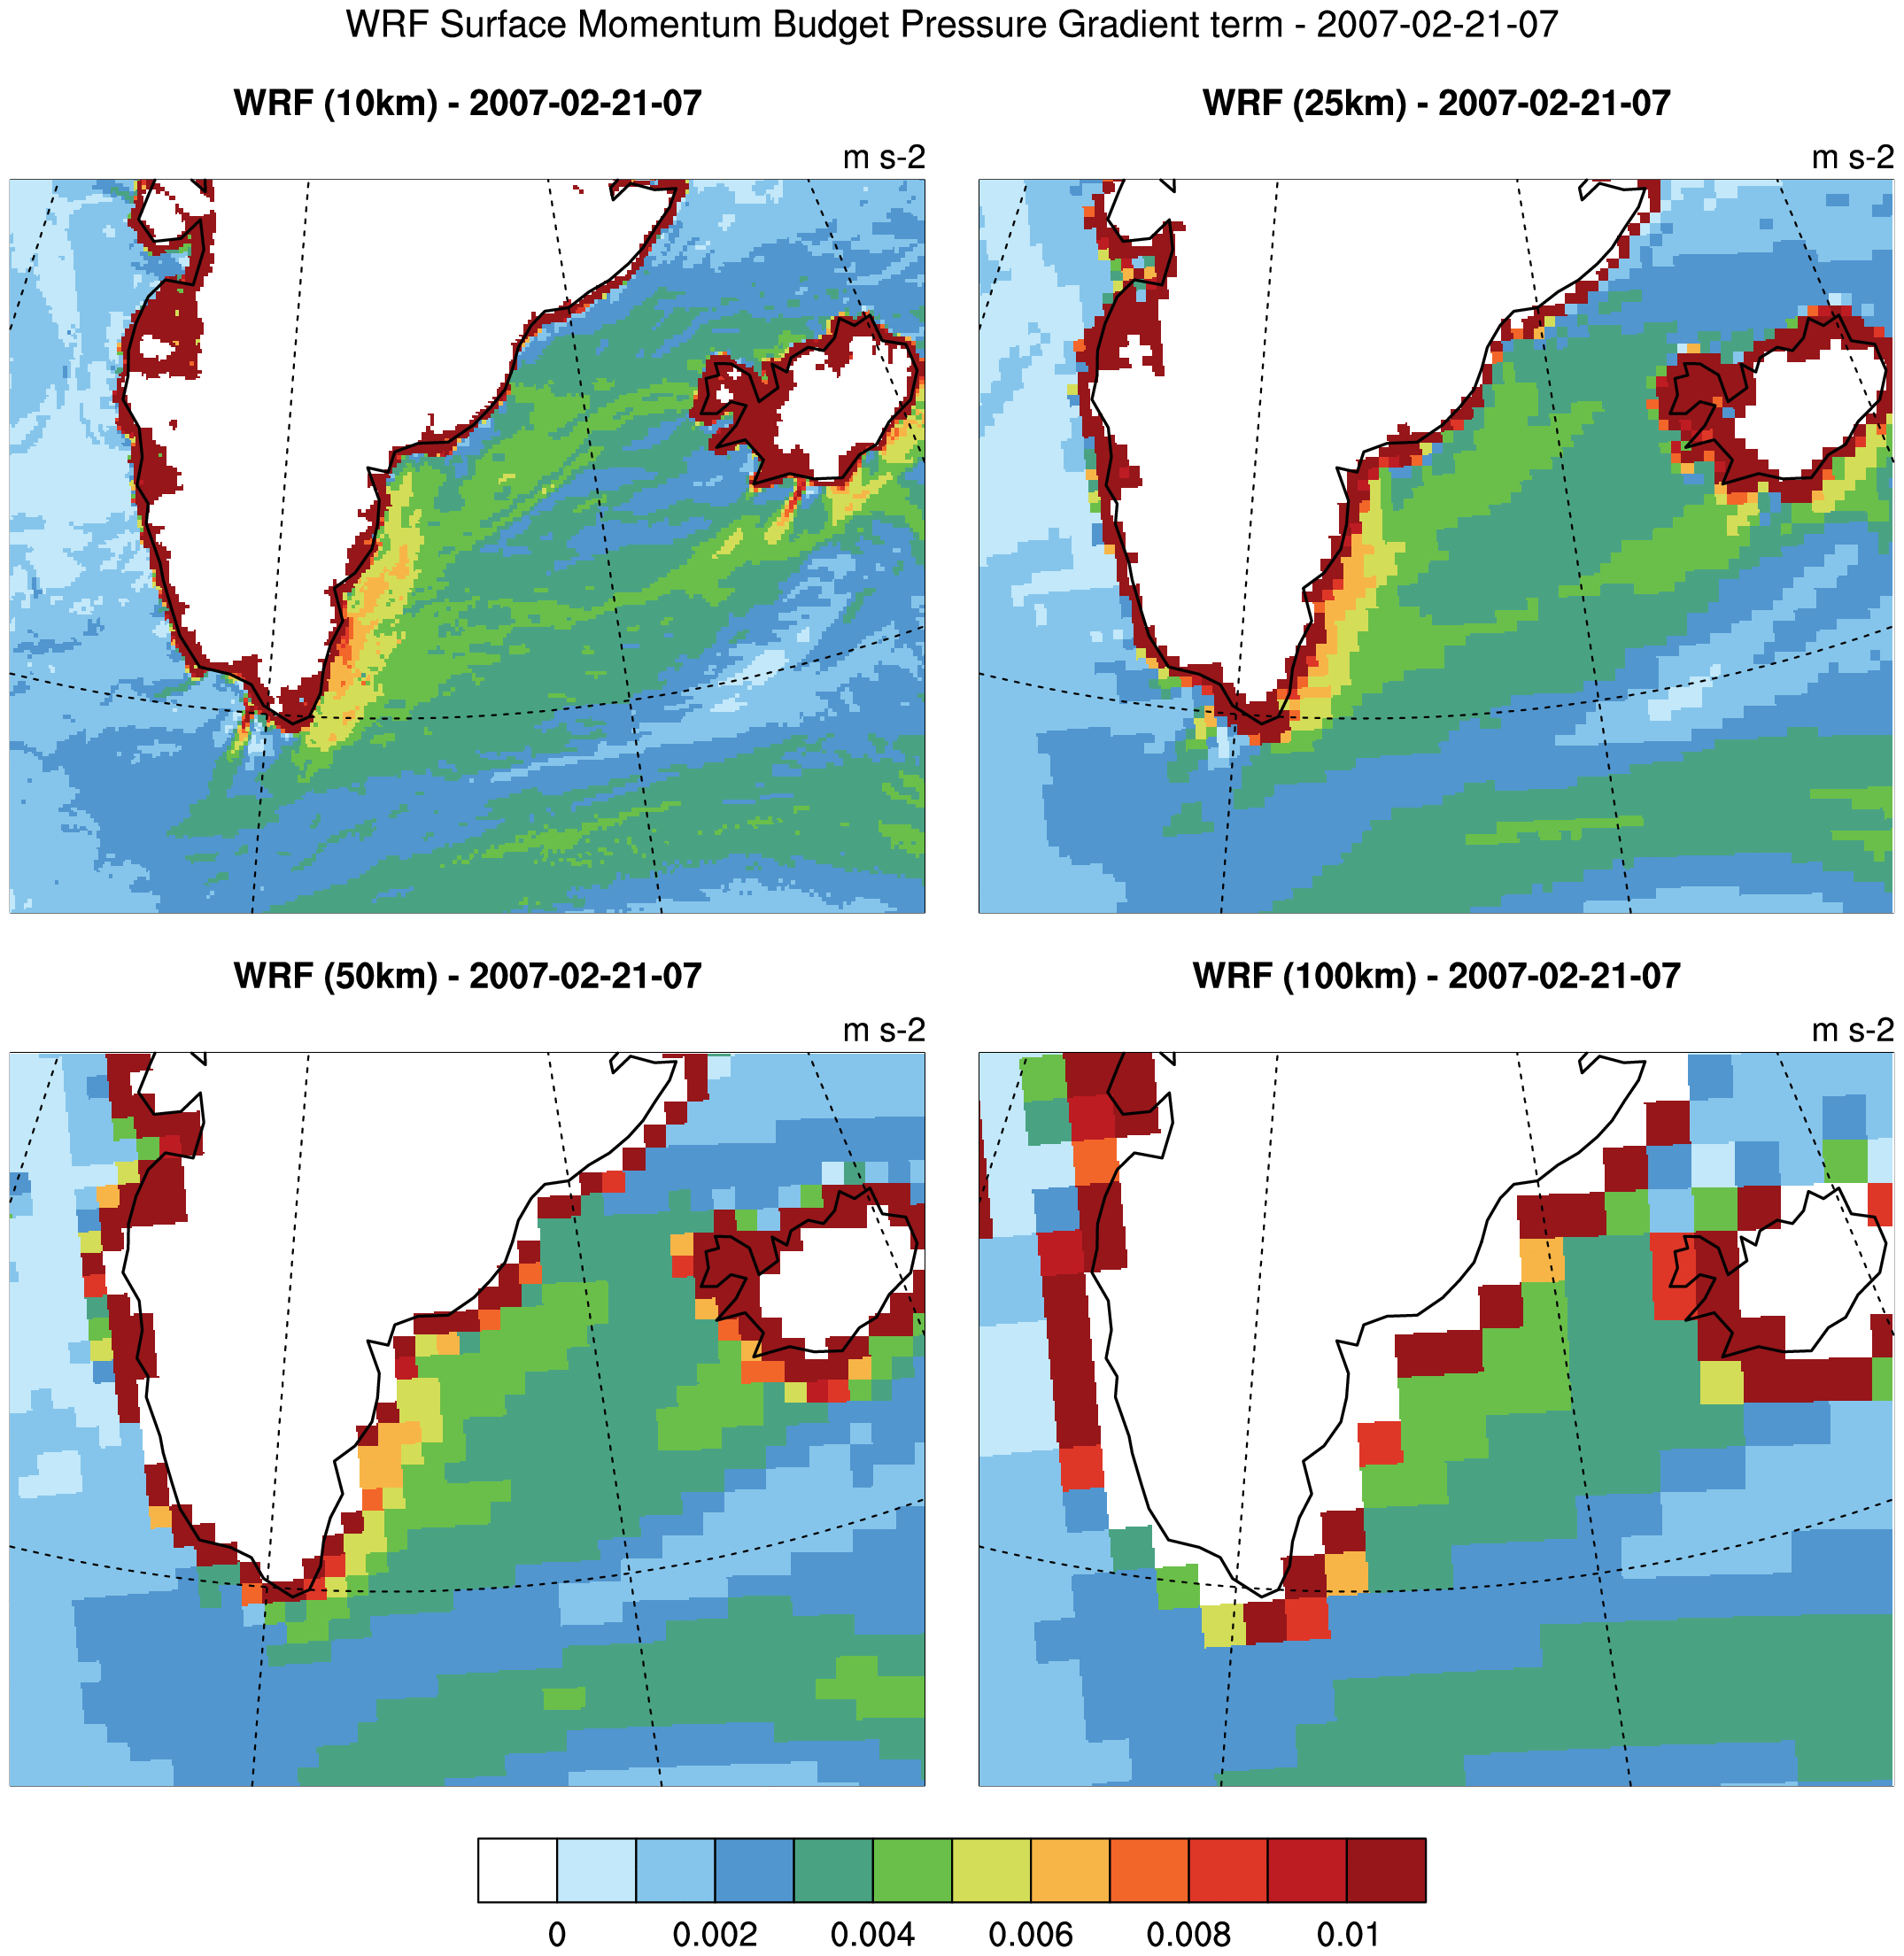 WRF Surface Momentum Budget Pressure Gradient term - 2007-02-21-07
WRF (10km) - 2007-02-21-07
m s-2
WRF (25km) - 2007-02-21-07
m s-2
WRF (50km) - 2007-02-21-07
m s-2
WRF (100km) - 2007-02-21-07
m s-2
0 0.002 0.004 0.006 0.008 0.01